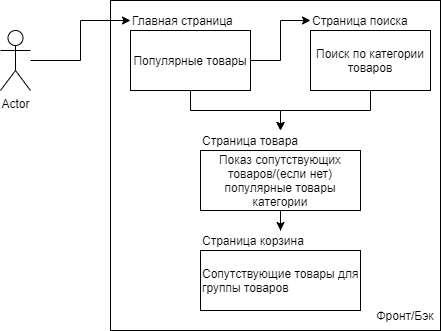 Главная страница
Страница поиска
Популярные товары
Поиск по категории
товаров
Actor
Страница товара
Показ сопутствующих
товаров/(если нет)
популярные товары
категории
Страница корзина
Сопутствующие товары для
группы товаров
Фронт/Бэк